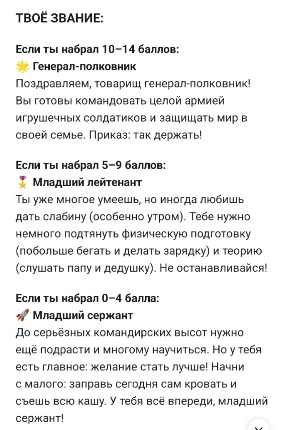 ТВОЁ ЗВАНИЕ:
Если ты набрал 10–14 баллов:
🌟 Генерал-полковник
Поздравляем, товарищ генерал-полковник!
Вы готовы командовать целой армией
игрушечных солдатиков и защищать мир в
своей семье. Приказ: так держать!
Если ты набрал 5–9 баллов:
🎖 Младший лейтенант
Ты уже многое умеешь, но иногда любишь
дать слабину (особенно утром). Тебе нужно
немного подтянуть физическую подготовку
(побольше бегать и делать зарядку) и теорию
(слушать папу и дедушку). Не останавливайся!
Если ты набрал 0–4 балла:
🚀 Младший сержант
До серьёзных командирских высот нужно
ещё подрасти и многому научиться. Но у тебя
есть главное: желание стать лучше! Начни
с малого: заправь сегодня сам кровать и
съешь всю кашу. У тебя всё впереди, младший
сержант!